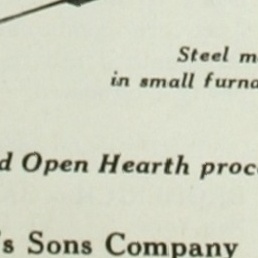 Steel m
in small furna
d Open Hearth proc
's Sons Company